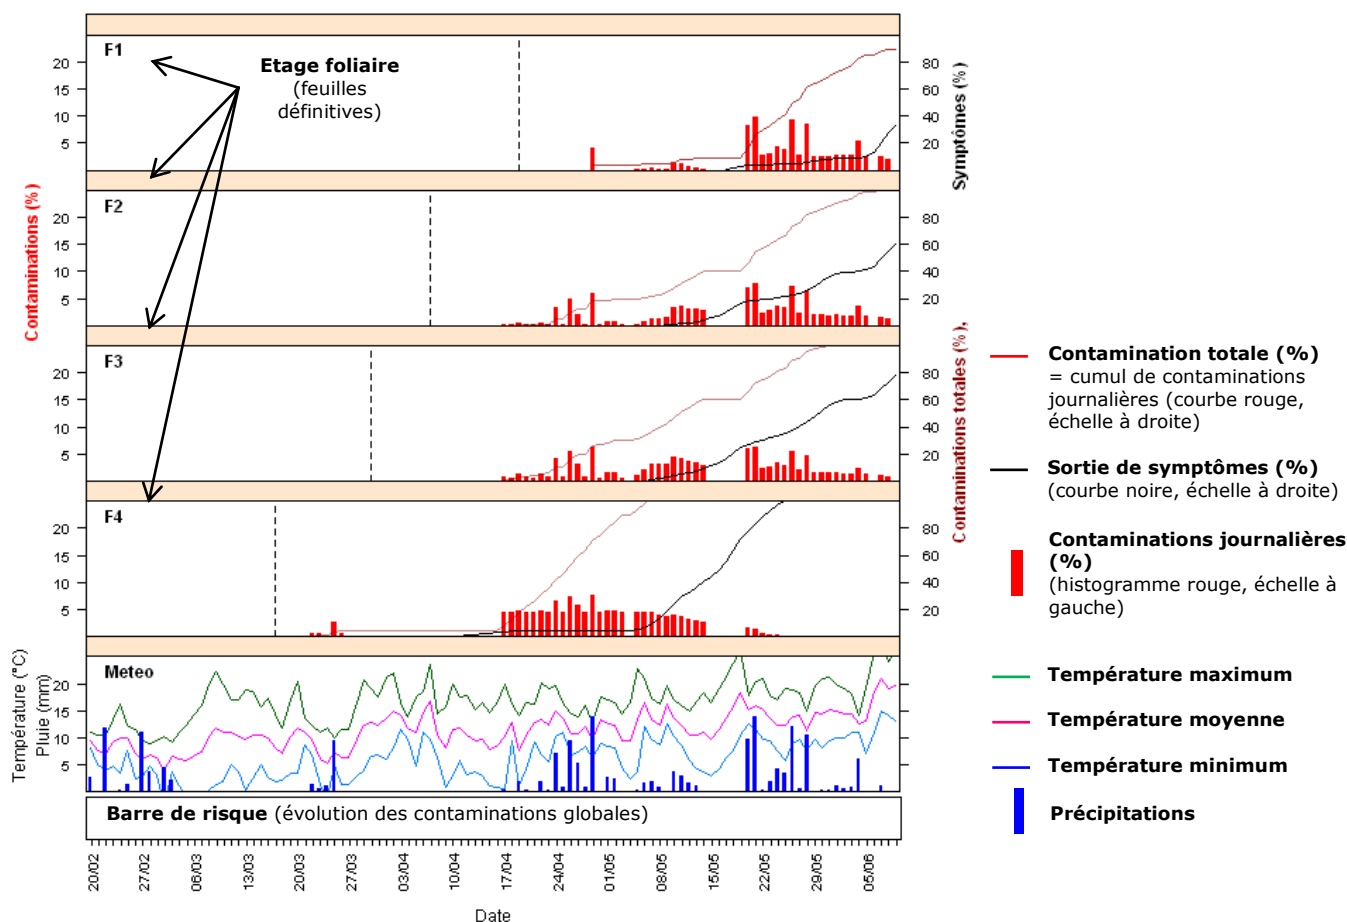 F1
Etage foliaire
(feuilles
définitives)
20
15
10
5
80
60
40
20
F2
20
15
10
5
80
60
40
20
F3
20
15
10
5
80
60
40
20
F4
20
15
10
5
80
60
40
20
Meteo
20
15
10
5
Contaminations (%)
Symptômes (%)
Contaminations totales (%),
Température (°C)
Pluie (mm)
Barre de risque (évolution des contaminations globales)
20/02
27/02
06/03
13/03
20/03
27/03
03/04
10/04
17/04
24/04
01/05
08/05
15/05
22/05
29/05
05/06
Date
Contamination totale (%)
= cumul de contaminations
journalières (courbe rouge,
échelle à droite)
Sortie de symptômes (%)
(courbe noire, échelle à droite)
Contaminations journalières
(%)
(histogramme rouge, échelle à
gauche)
Température maximum
Température moyenne
Température minimum
Précipitations